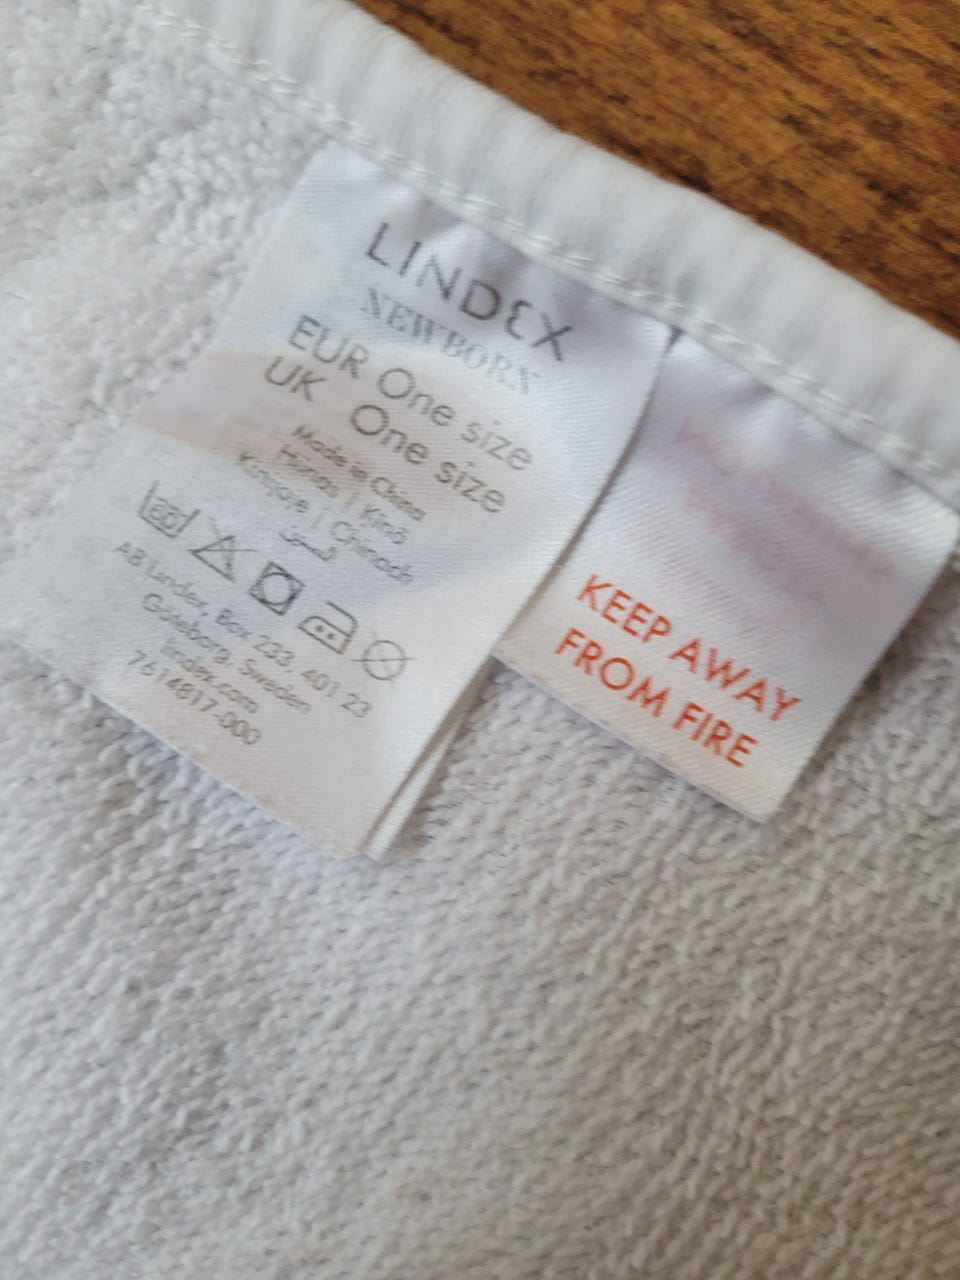 LINDEX
NEWBORN
EUR One size
UK One size
Made in China
Kina
60
AB Lindex, Box 233, 401 23
Göteborg, Sweden
lindex.com
7614817-000
KEEP AWAY
FROM FIRE